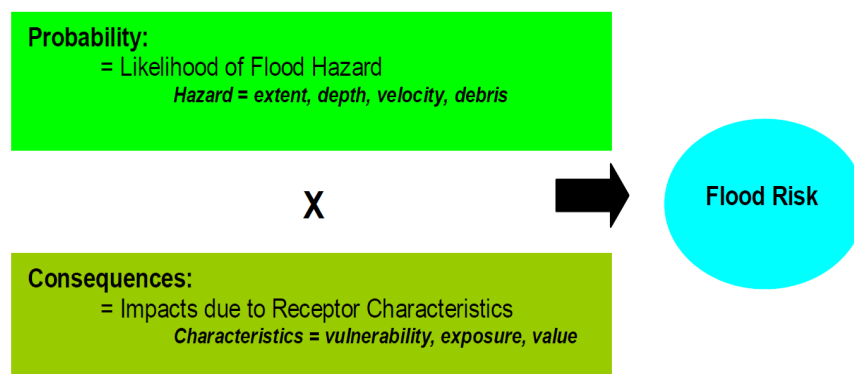 Probability:
= Likelihood of Flood Hazard
Hazard = extent, depth, velocity, debris
X
Flood Risk
Consequences:
= Impacts due to Receptor Characteristics
Characteristics = vulnerability, exposure, value